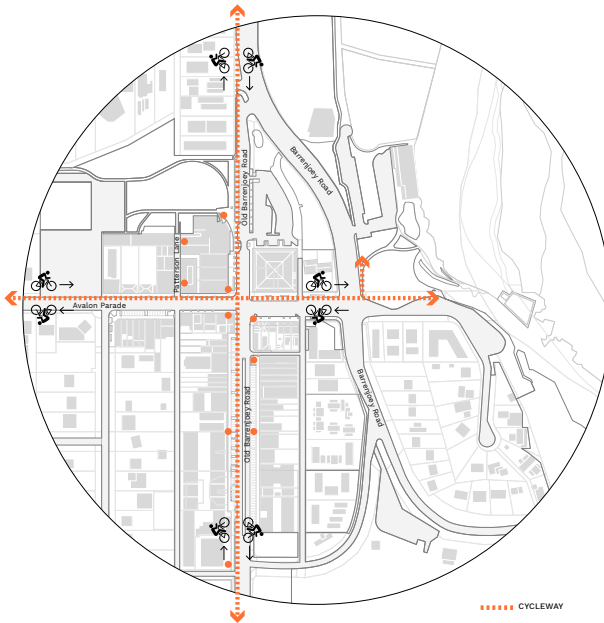 Barrenjoey Road
Old Barrenjoey Road
Patterson Lane
Avalon Parade
Barrenjoey Road
Old Barrenjoey Road
CYCLEWAY